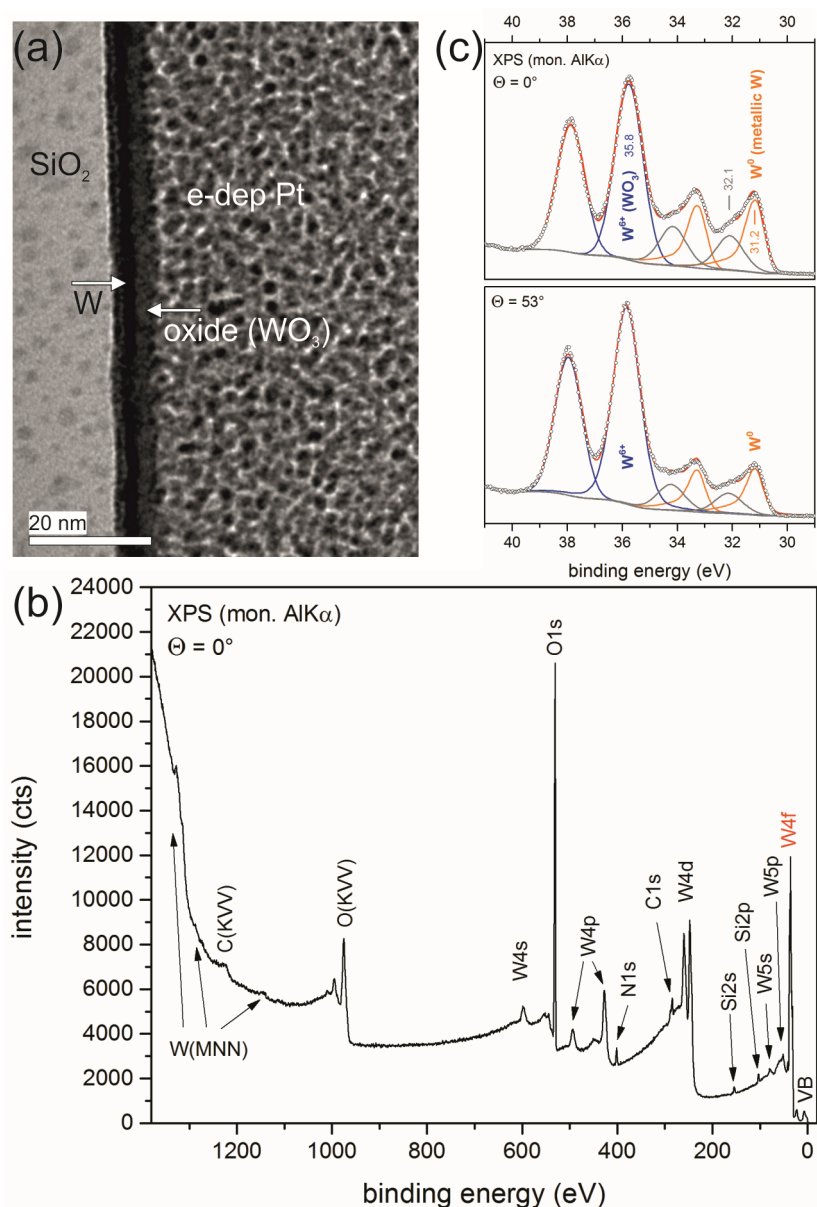 (a)
SiO₂
e-dep Pt
W
oxide (WO₃)
20 nm
(c)
40 38 36 34 32 30
XPS (mon. AlKα)
Θ = 0°
W⁶⁺ (WO₃)
35.8
32.1
31.2
W⁰ (metallic W)
Θ = 53°
W⁶⁺
W⁰
40 38 36 34 32 30
binding energy (eV)
(b)
XPS (mon. AlKα)
Θ = 0°
intensity (cts)
24000
22000
20000
18000
16000
14000
12000
10000
8000
6000
4000
2000
0
W(MNN)
C(KVV)
O(KVV)
W4s
O1s
W4p
N1s
C1s
W4d
Si2s
Si2p
W5s
W5p
W4f
VB
1200 1000 800 600 400 200 0
binding energy (eV)